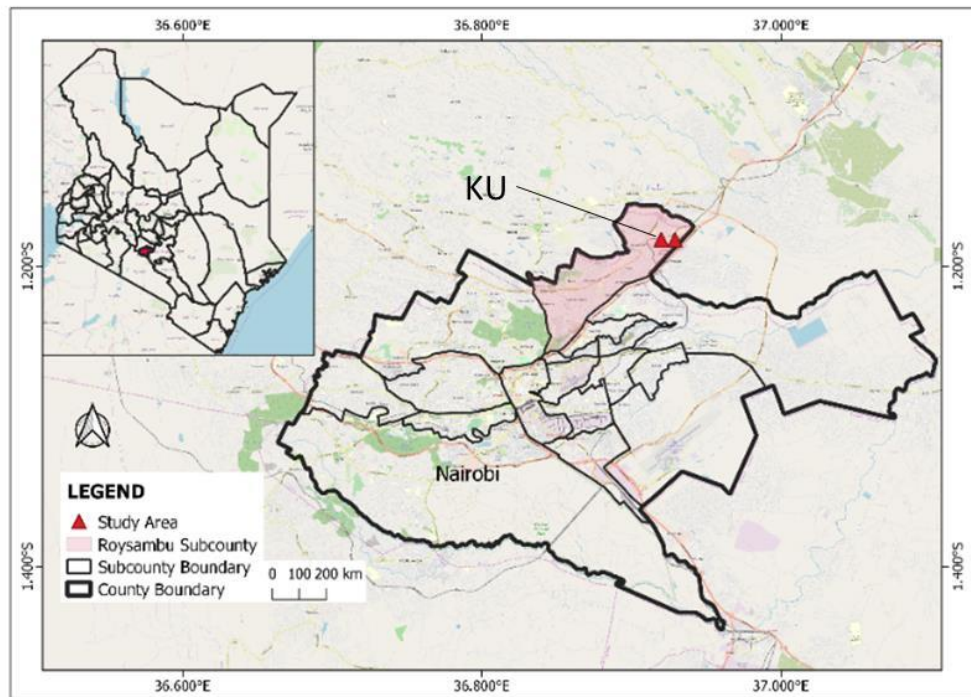 36.600°E 36.800°E 37.000°E
KU
1.200°S 1.200°S
Nairobi
LEGEND
Study Area
Roysambu Subcounty
Subcounty Boundary
County Boundary
0 100 200 km
1.400°S 1.400°S
36.600°E 36.800°E 37.000°E